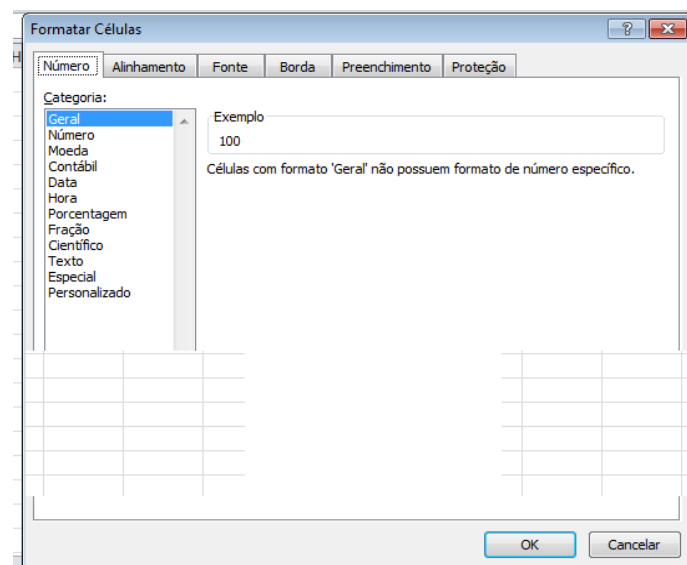 Formatar Células
H
Número Alinhamento Fonte Borda Preenchimento Proteção
Categoria:
Geral
Número
Moeda
Contábil
Data
Hora
Porcentagem
Fração
Científico
Texto
Especial
Personalizado
Exemplo
100
Células com formato 'Geral' não possuem formato de número específico.
OK Cancelar